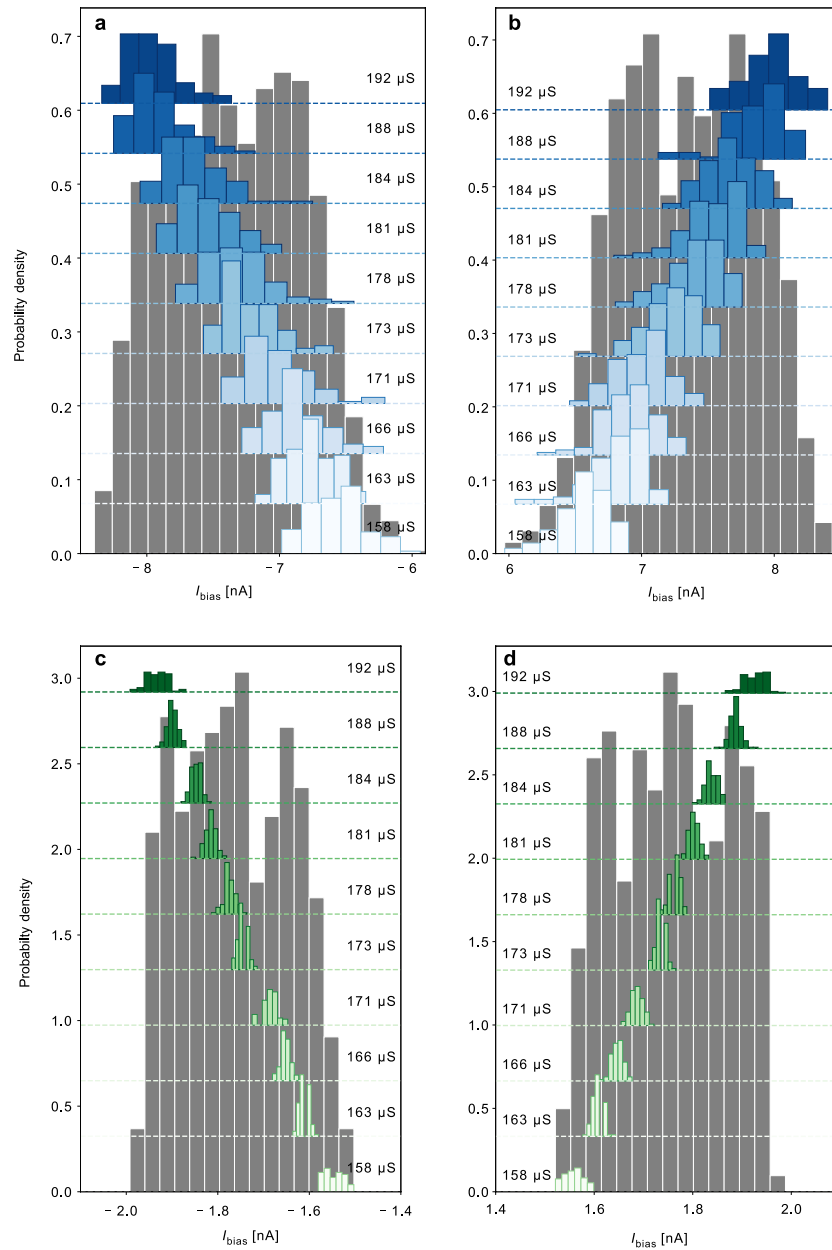 a
0.7
0.6
0.5
0.4
0.3
0.2
0.1
0.0
Probability density
192 µS
188 µS
184 µS
181 µS
178 µS
173 µS
171 µS
166 µS
163 µS
158 µS
− 8
− 7
− 6
I_bias [nA]
b
0.7
0.6
0.5
0.4
0.3
0.2
0.1
0.0
192 µS
188 µS
184 µS
181 µS
178 µS
173 µS
171 µS
166 µS
163 µS
158 µS
6
7
8
I_bias [nA]
c
3.0
2.5
2.0
1.5
1.0
0.5
0.0
Probability density
192 µS
188 µS
184 µS
181 µS
178 µS
173 µS
171 µS
166 µS
163 µS
158 µS
− 2.0
− 1.8
− 1.6
− 1.4
I_bias [nA]
d
3.0
2.5
2.0
1.5
1.0
0.5
0.0
192 µS
188 µS
184 µS
181 µS
178 µS
173 µS
171 µS
166 µS
163 µS
158 µS
1.4
1.6
1.8
2.0
I_bias [nA]